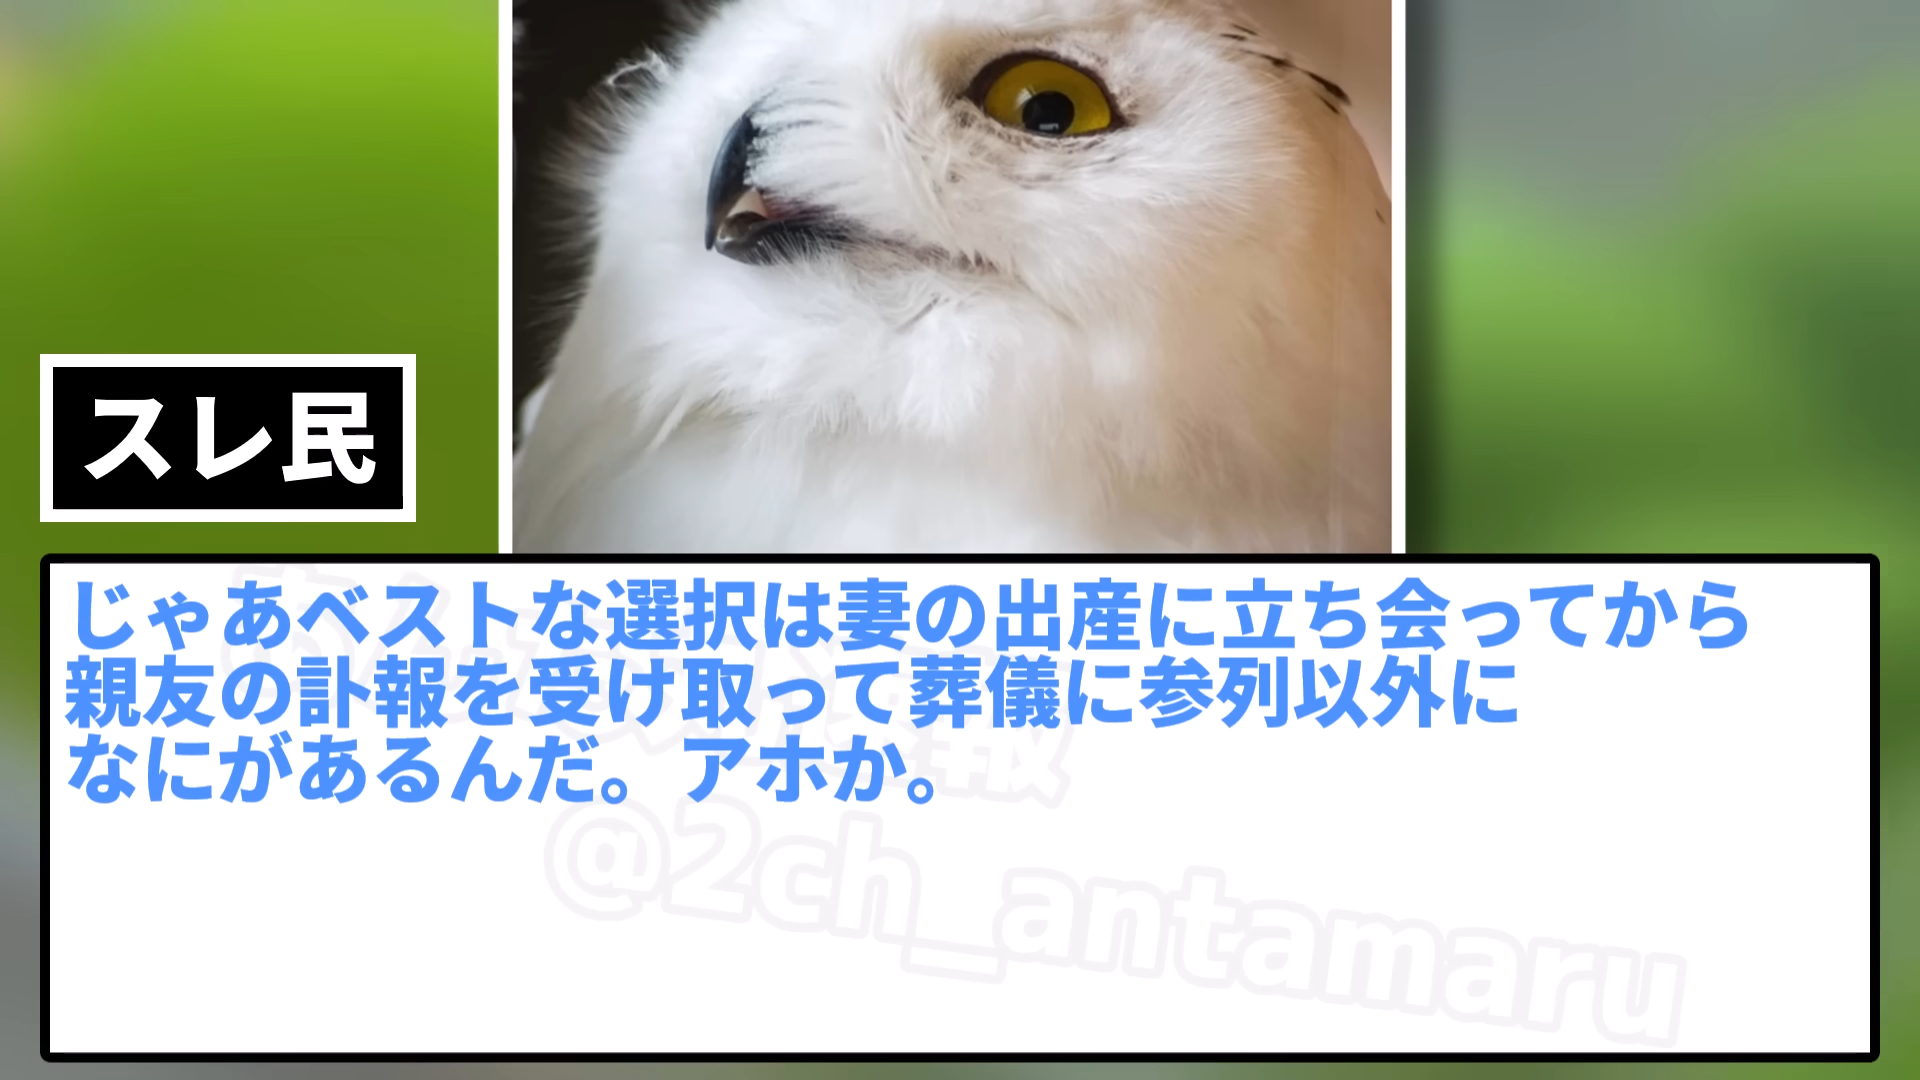 スレ民
じゃあベストな選択は妻の出産に立ち会ってから
親友の訃報を受け取って葬儀に参列以外に
なにがあるんだ。アホか。
@2ch_antamaru